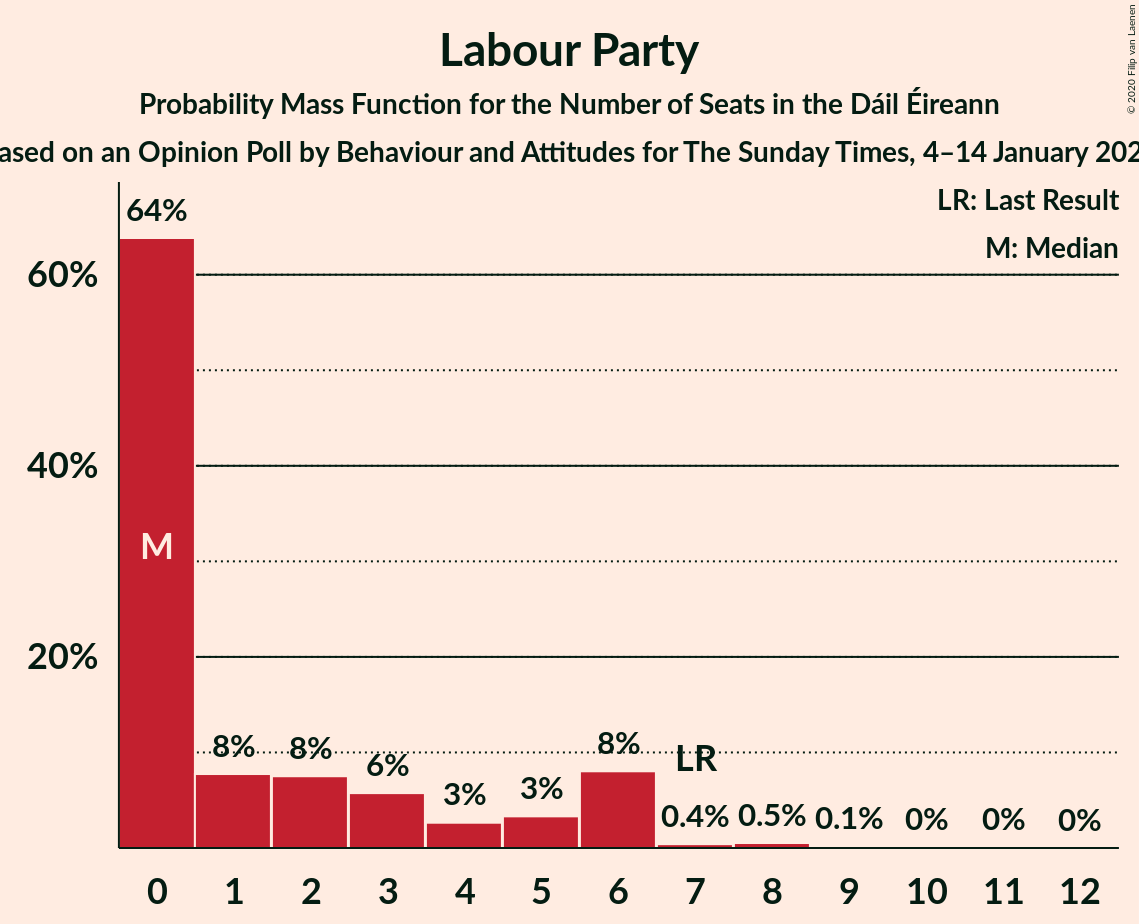 Labour Party
Probability Mass Function for the Number of Seats in the Dáil Éireann
ased on an Opinion Poll by Behaviour and Attitudes for The Sunday Times, 4–14 January 202
© 2020 Filip van Laenen
LR: Last Result
M: Median
64%
60%
40%
M
20%
8% 8% 6% 3% 3% 8% LR
0.4% 0.5% 0.1% 0% 0% 0%
0 1 2 3 4 5 6 7 8 9 10 11 12